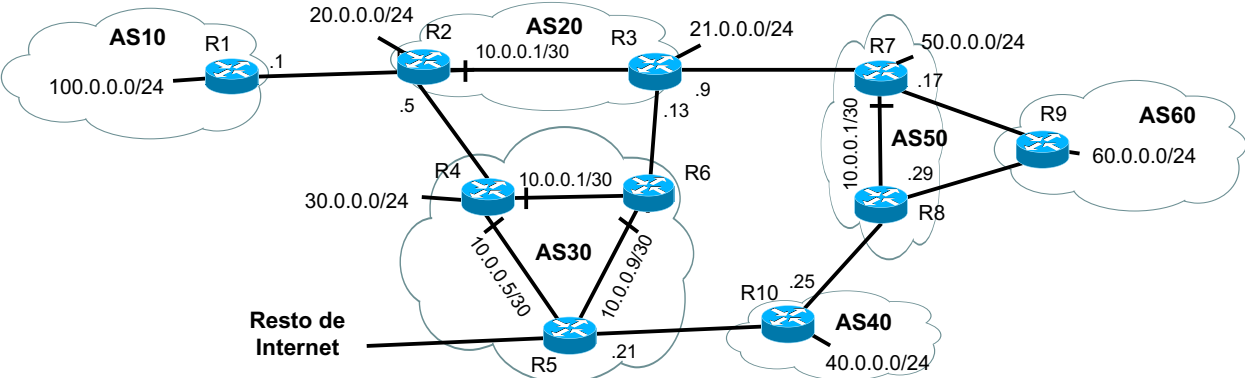 20.0.0.0/24
AS20
AS10
R1
R2
R3
21.0.0.0/24
R7
50.0.0.0/24
10.0.0.1/30
.1
100.0.0.0/24
.5
.9
.13
.17
R9
AS60
10.0.0.1/30
AS50
60.0.0.0/24
R4
10.0.0.1/30
R6
.29
30.0.0.0/24
R8
AS30
10.0.0.5/30
10.0.0.9/30
.25
R10
Resto de
Internet
AS40
R5
.21
40.0.0.0/24